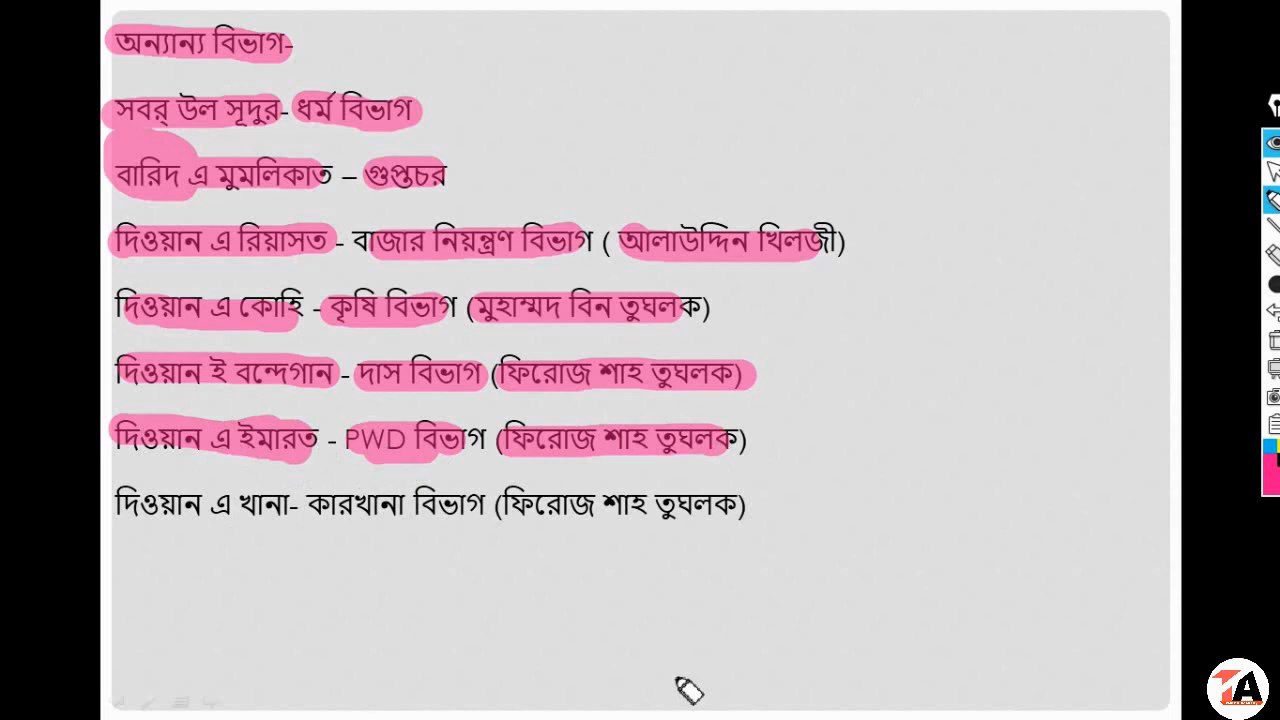 অন্যান্য বিভাগ-
সবর্ উল সূদুর- ধর্ম বিভাগ
বারিদ এ মুমলিকাত – গুপ্তচর
দিওয়ান এ রিয়াসত - বাজার নিয়ন্ত্রণ বিভাগ ( আলাউদ্দিন খিলজী)
দিওয়ান এ কোহি - কৃষি বিভাগ (মুহাম্মদ বিন তুঘলক)
দিওয়ান ই বন্দেগান - দাস বিভাগ (ফিরোজ শাহ তুঘলক)
দিওয়ান এ ইমারত - PWD বিভাগ (ফিরোজ শাহ তুঘলক)
দিওয়ান এ খানা- কারখানা বিভাগ (ফিরোজ শাহ তুঘলক)